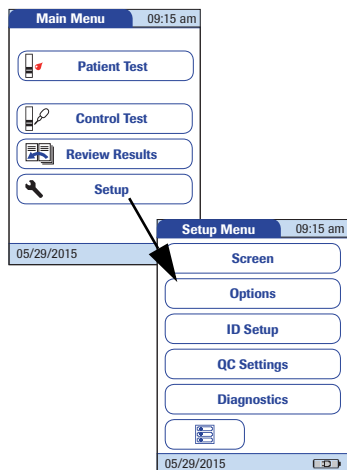 Main Menu 09:15 am
Patient Test
Control Test
Review Results
Setup
05/29/2015
Setup Menu 09:15 am
Screen
Options
ID Setup
QC Settings
Diagnostics
05/29/2015